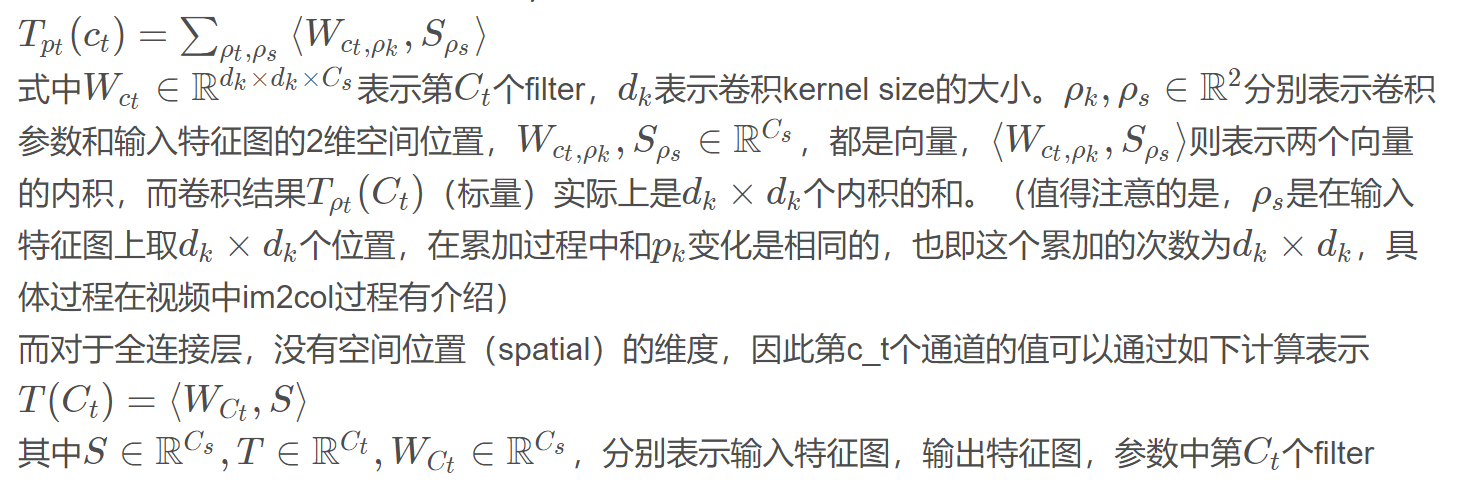 $T_{pt}(c_t) = \sum_{\rho_t,\rho_s} \langle W_{ct,\rho_k}, S_{\rho_s} \rangle$
式中$W_{ct} \in \mathbb{R}^{d_k \times d_k \times C_s}$表示第$C_t$个filter，$d_k$表示卷积kernel size的大小。$\rho_k, \rho_s \in \mathbb{R}^2$分别表示卷积
参数和输入特征图的2维空间位置，$W_{ct,\rho_k}, S_{\rho_s} \in \mathbb{R}^{C_s}$，都是向量，$\langle W_{ct,\rho_k}, S_{\rho_s} \rangle$则表示两个向量
的内积，而卷积结果$T_{\rho_t}(C_t)$（标量）实际上是$d_k \times d_k$个内积的和。（值得注意的是，$\rho_s$是在输入
特征图上取$d_k \times d_k$个位置，在累加过程中和$p_k$变化是相同的，也即这个累加的次数为$d_k \times d_k$，具
体过程在视频中im2col过程有介绍）
而对于全连接层，没有空间位置（spatial）的维度，因此第c_t个通道的值可以通过如下计算表示
$T(C_t) = \langle W_{C_t}, S \rangle$
其中$S \in \mathbb{R}^{C_s}, T \in \mathbb{R}^{C_t}, W_{C_t} \in \mathbb{R}^{C_s}$，分别表示输入特征图，输出特征图，参数中第$C_t$个filter